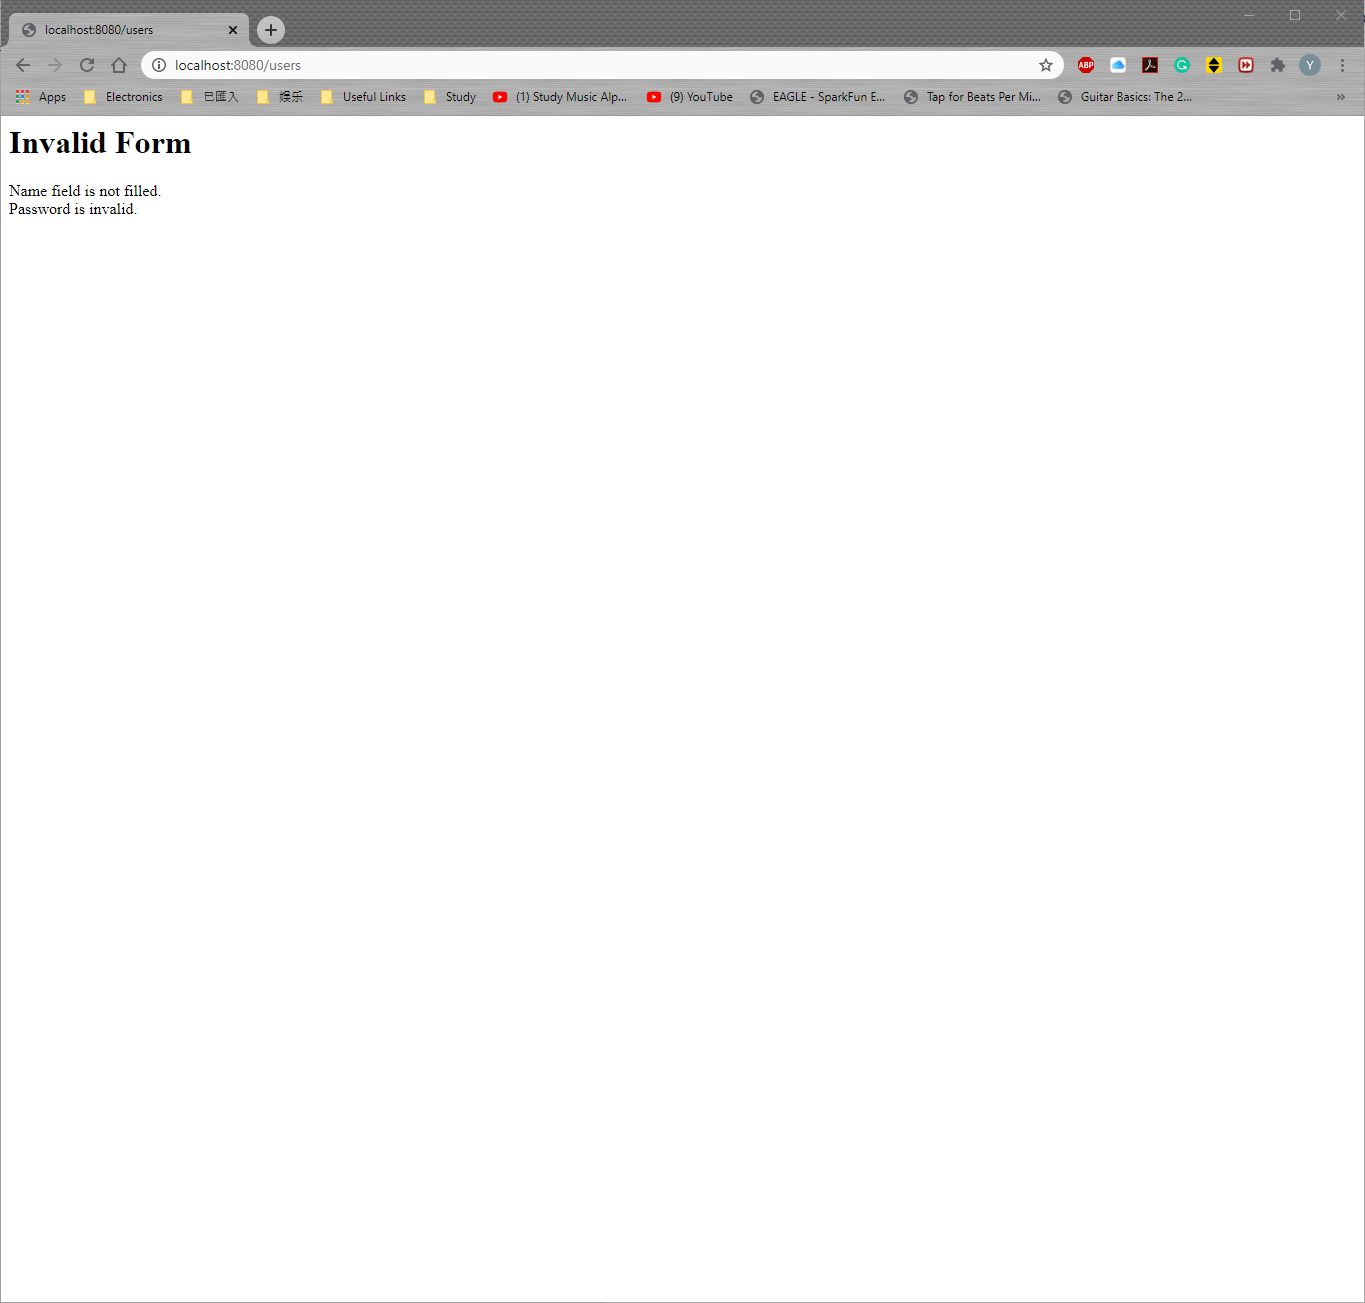 localhost:8080/users
localhost:8080/users
ABP
G
Y
Apps
Electronics
已匯入
娱乐
Useful Links
Study
(1) Study Music Alp...
(9) YouTube
EAGLE - SparkFun E...
Tap for Beats Per Mi...
Guitar Basics: The 2...
»
Invalid Form
Name field is not filled.
Password is invalid.